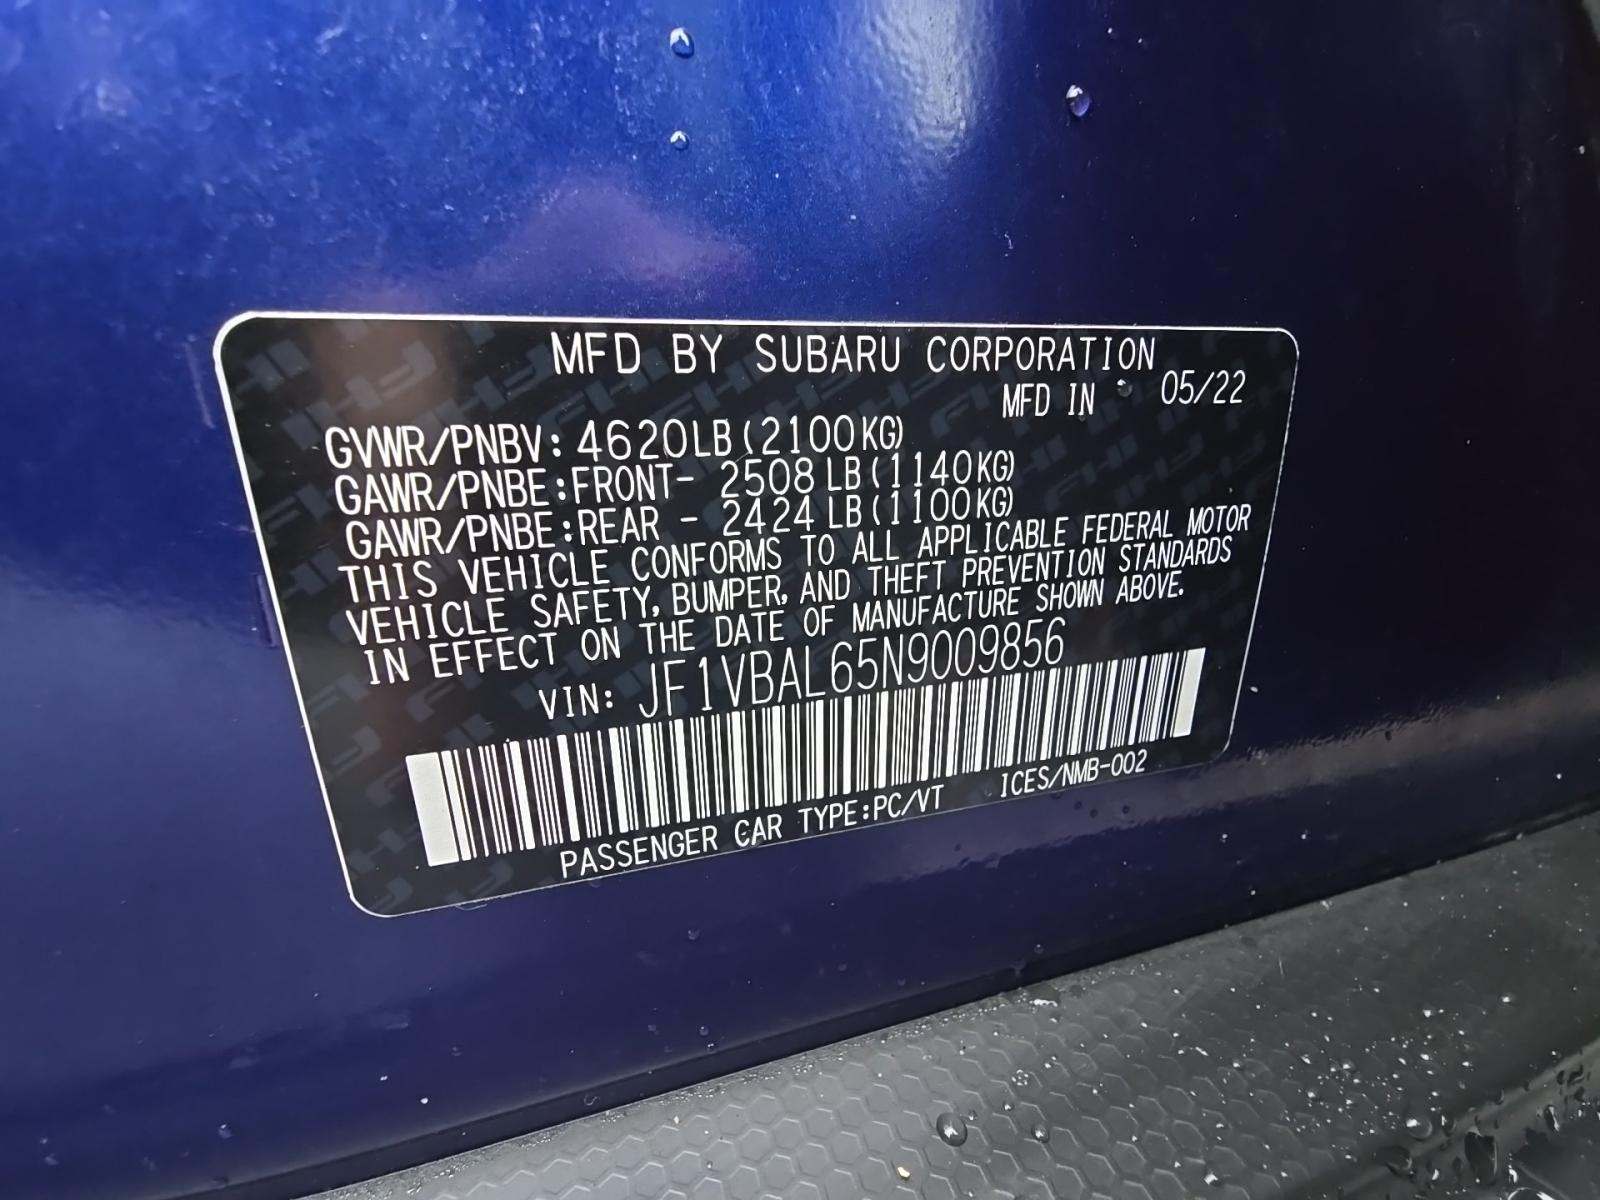 MFD BY SUBARU CORPORATION
MFD IN 05/22
GVWR/PNBV: 4620LB(2100KG)
GAWR/PNBE:FRONT- 2508LB(1140KG)
GAWR/PNBE:REAR - 2424LB(1100KG)
THIS VEHICLE CONFORMS TO ALL APPLICABLE FEDERAL MOTOR
VEHICLE SAFETY, BUMPER, AND THEFT PREVENTION STANDARDS
IN EFFECT ON THE DATE OF MANUFACTURE SHOWN ABOVE.
VIN: JF1VBAL65N9009856
PASSENGER CAR TYPE:PC/VT ICES/NMB-002